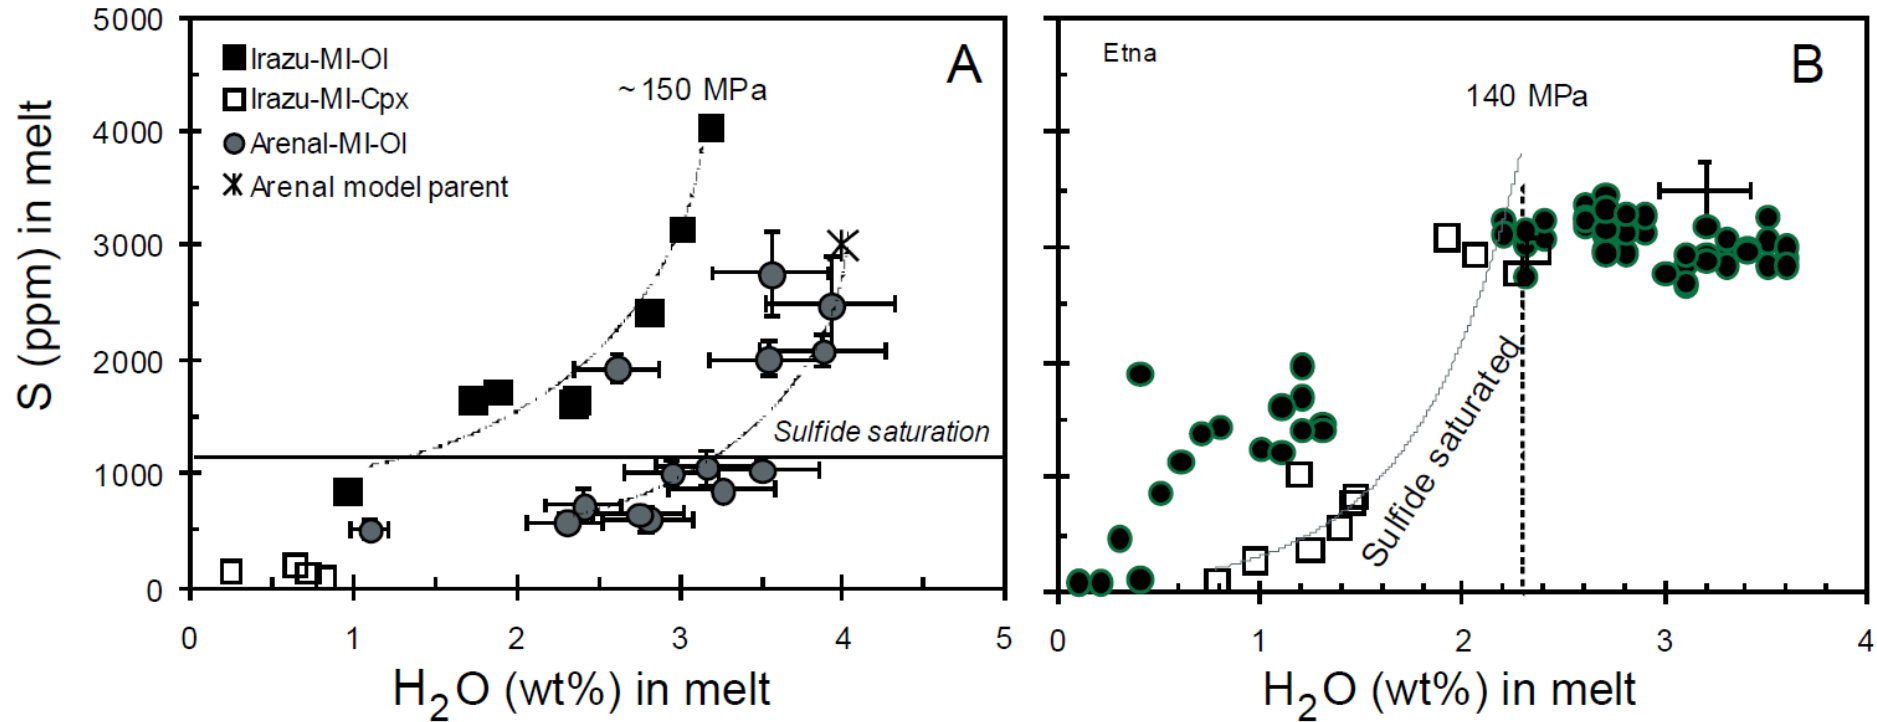 5000
4000
3000
2000
1000
0
S (ppm) in melt
A
Irazu-MI-Ol
Irazu-MI-Cpx
Arenal-MI-Ol
Arenal model parent
~150 MPa
Sulfide saturation
0 1 2 3 4 5
H₂O (wt%) in melt
Etna
B
140 MPa
Sulfide saturated
0 1 2 3 4
H₂O (wt%) in melt